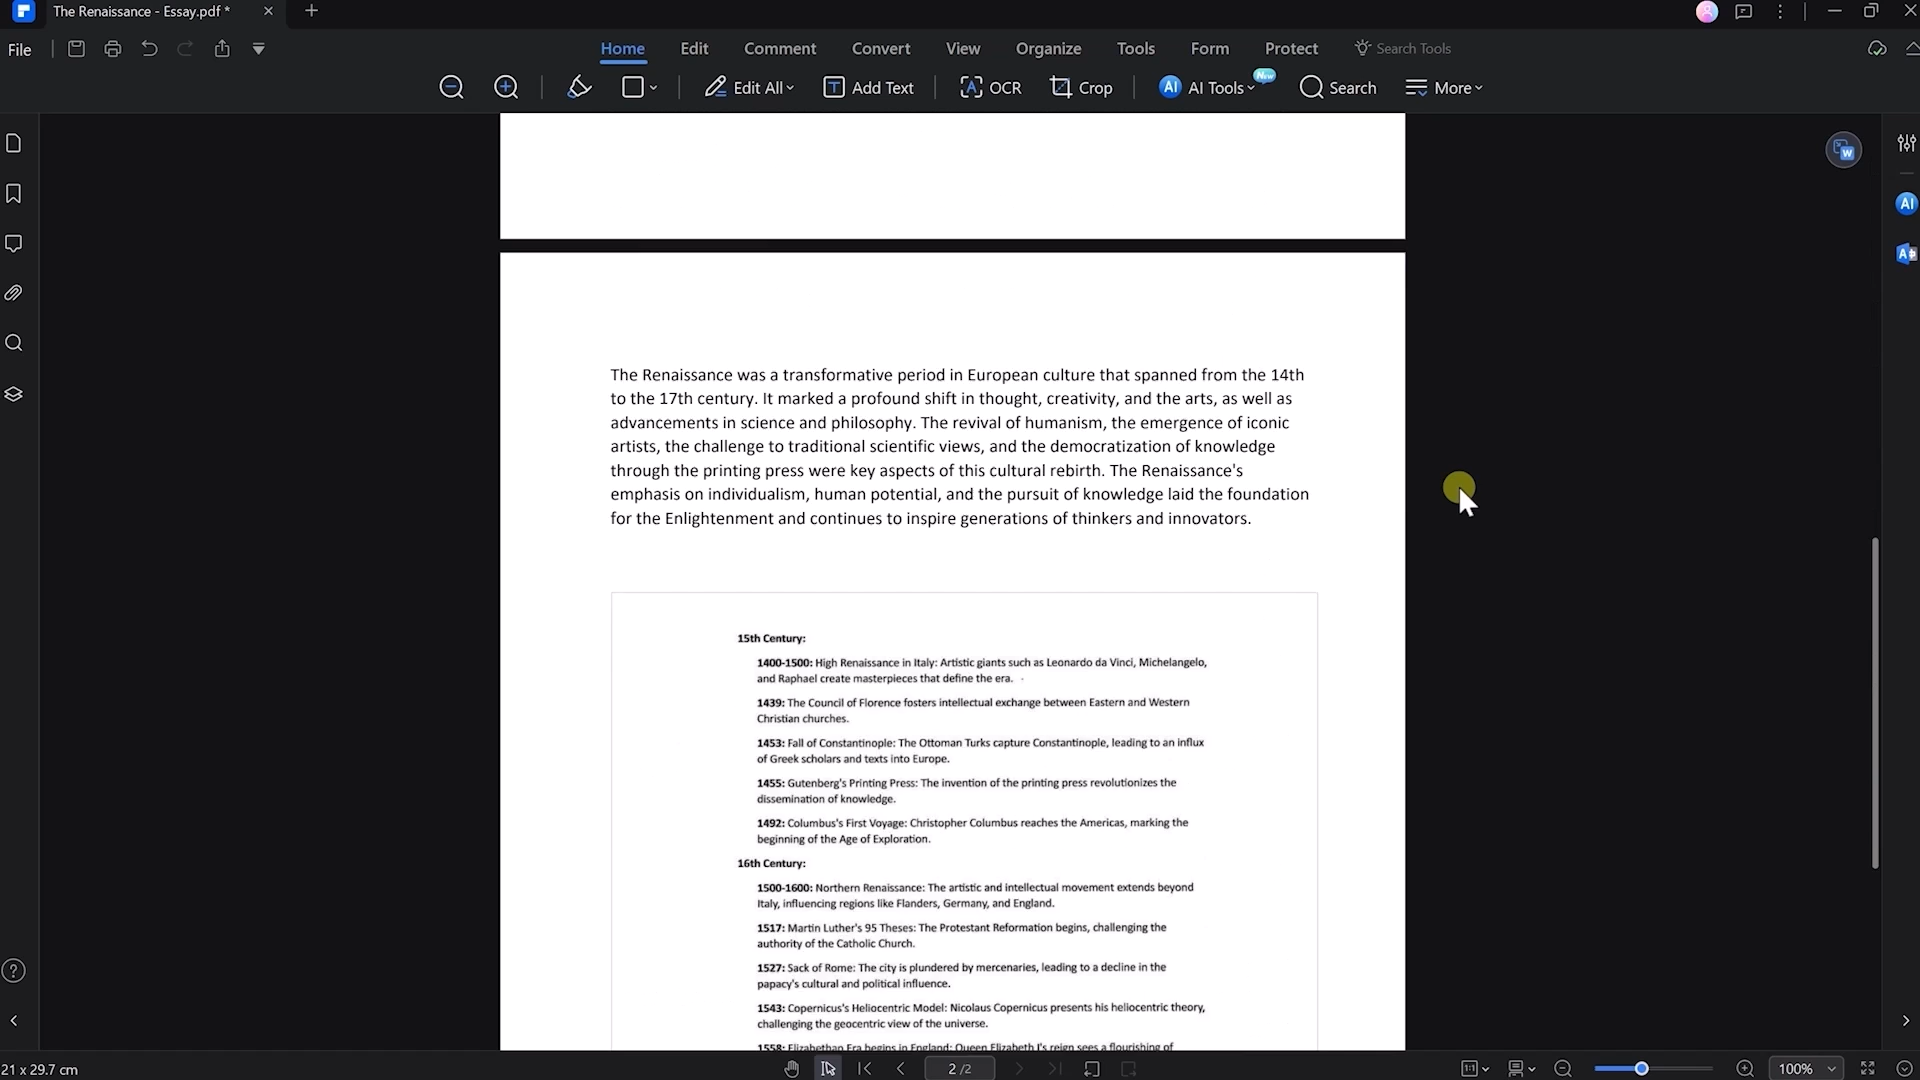 The Renaissance - Essay.pdf *
File
Home Edit Comment Convert View Organize Tools Form Protect Search Tools
Edit All T Add Text A OCR Crop AI AI Tools New Search More
W
AI
The Renaissance was a transformative period in European culture that spanned from the 14th
to the 17th century. It marked a profound shift in thought, creativity, and the arts, as well as
advancements in science and philosophy. The revival of humanism, the emergence of iconic
artists, the challenge to traditional scientific views, and the democratization of knowledge
through the printing press were key aspects of this cultural rebirth. The Renaissance's
emphasis on individualism, human potential, and the pursuit of knowledge laid the foundation
for the Enlightenment and continues to inspire generations of thinkers and innovators.
15th Century:
1400-1500: High Renaissance in Italy: Artistic giants such as Leonardo da Vinci, Michelangelo,
and Raphael create masterpieces that define the era.
1439: The Council of Florence fosters intellectual exchange between Eastern and Western
Christian churches.
1453: Fall of Constantinople: The Ottoman Turks capture Constantinople, leading to an influx
of Greek scholars and texts into Europe.
1455: Gutenberg's Printing Press: The invention of the printing press revolutionizes the
dissemination of knowledge.
1492: Columbus's First Voyage: Christopher Columbus reaches the Americas, marking the
beginning of the Age of Exploration.
16th Century:
1500-1600: Northern Renaissance: The artistic and intellectual movement extends beyond
Italy, influencing regions like Flanders, Germany, and England.
1517: Martin Luther's 95 Theses: The Protestant Reformation begins, challenging the
authority of the Catholic Church.
1527: Sack of Rome: The city is plundered by mercenaries, leading to a decline in the
papacy's cultural and political influence.
1543: Copernicus's Heliocentric Model: Nicolaus Copernicus presents his heliocentric theory,
challenging the geocentric view of the universe.
1558: Elizabethan Era begins in England: Queen Elizabeth I's reign sees a flourishing of
21 x 29.7 cm
2 /2
100%